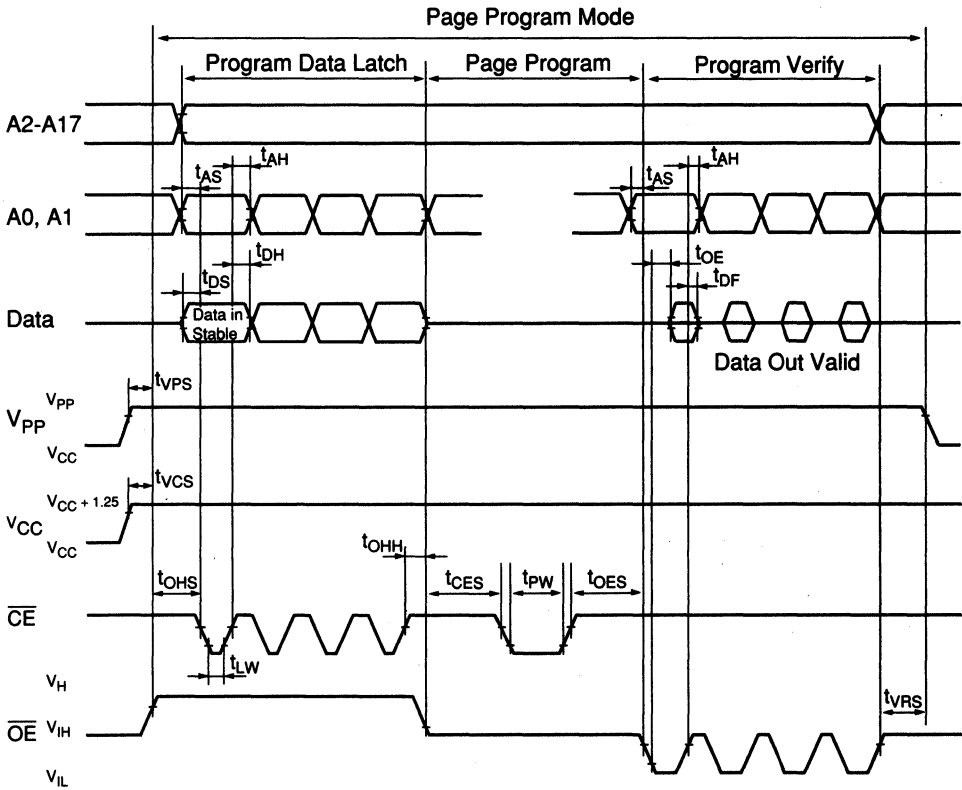 Page Program Mode
Program Data Latch
Page Program
Program Verify
A2-A17
tAH
tAS
tAH
tAS
A0, A1
tDH
tDS
tOE
tDF
Data
Data in
Stable
Data Out Valid
tVPS
VPP
VPP
VCC
tVCS
VCC + 1.25
VCC
VCC
tOHH
tOHS
tCES
tPW
tOES
CE
tLW
VH
tVRS
OE
VIH
VIL